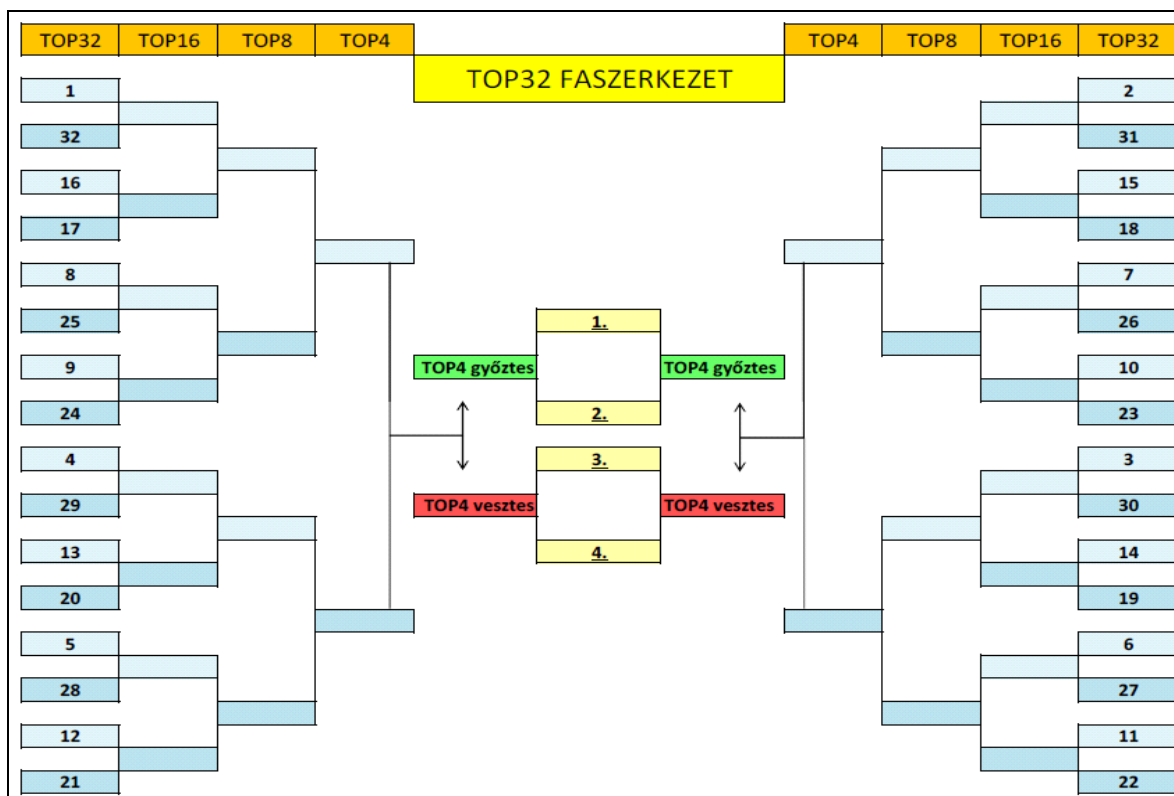 TOP32 TOP16 TOP8 TOP4 TOP4 TOP8 TOP16 TOP32
TOP32 FASZERKEZET
1 2
32 31
16 15
17 18
8 7
1.
25 26
TOP4 győztes TOP4 győztes
9 10
24 2. 23
4 3. 3
29 TOP4 vesztes TOP4 vesztes 30
13 4. 14
20 19
5 6
28 27
12 11
21 22